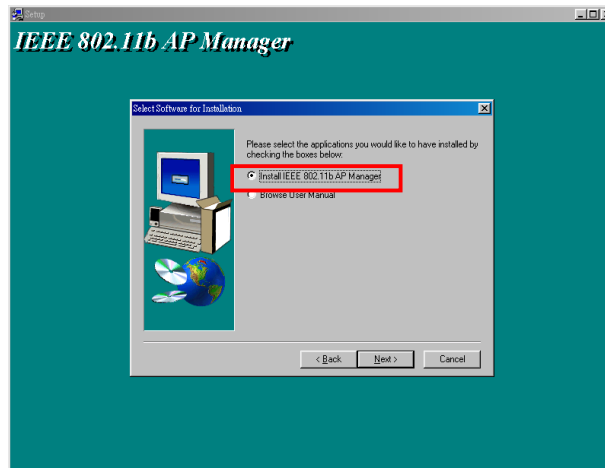 Setup
IEEE 802.11b AP Manager
Select Software for Installation
Please select the applications you would like to have installed by
checking the boxes below:
Install IEEE 802.11b AP Manager
Browse User Manual
< Back
Next >
Cancel